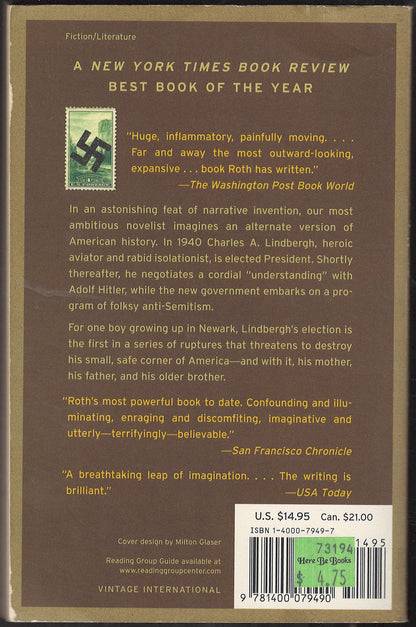 Fiction/Literature
A NEW YORK TIMES BOOK REVIEW
BEST BOOK OF THE YEAR
"Huge, inflammatory, painfully moving. . . .
Far and away the most outward-looking,
expansive . . . book Roth has written."
—The Washington Post Book World
U.S. POSTAGE
In an astonishing feat of narrative invention, our most
ambitious novelist imagines an alternate version of
American history. In 1940 Charles A. Lindbergh, heroic
aviator and rabid isolationist, is elected President. Shortly
thereafter, he negotiates a cordial "understanding" with
Adolf Hitler, while the new government embarks on a pro-
gram of folksy anti-Semitism.
For one boy growing up in Newark, Lindbergh's election is
the first in a series of ruptures that threatens to destroy
his small, safe corner of America—and with it, his mother,
his father, and his older brother.
"Roth's most powerful book to date. Confounding and illu-
minating, enraging and discomfiting, imaginative and
utterly—terrifyingly—believable."
—San Francisco Chronicle
"A breathtaking leap of imagination. . . . The writing is
brilliant."
—USA Today
Cover design by Milton Glaser
Reading Group Guide available at
www.readinggroupcenter.com
VINTAGE INTERNATIONAL
U.S. $14.95 Can. $21.00
ISBN 1-4000-7949-7
51495
73194
Here Be Books
$ 4.75
9 781400 079490